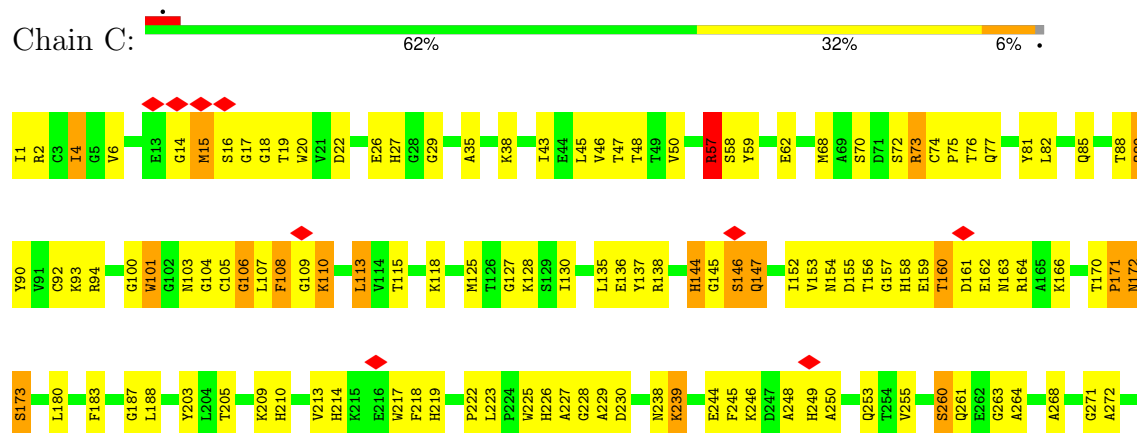 Chain C:
62% 32% 6%
I1 R2 C3 I4 G5 V6 E13 G14 M15 S16 G17 G18 T19 W20 V21 D22 E26 H27 G28 G29 A35 K38 I43 E44 L45 V46 T47 T48 T49 V50 R57 S58 Y59 E62 M68 A69 S70 D71 S72 R73 C74 P75 T76 Q77 Y81 L82 Q85 T88
Y90 V91 C92 K93 R94 G100 W101 G102 N103 G104 C105 G106 L107 F108 G109 K110 L113 V114 T115 K118 M125 T126 G127 K128 S129 I130 L135 E136 Y137 R138 H144 G145 S146 Q147 I152 V153 N154 D155 T156 G157 H158 E159 T160 D161 E162 N163 R164 A165 K166 T170 P171 N172
S173 L180 F183 G187 L188 Y203 L204 T205 K209 H210 V213 H214 K215 E216 W217 F218 H219 P222 L223 P224 W225 H226 A227 G228 A229 D230 N238 K239 E244 F245 K246 D247 A248 H249 A250 Q253 T254 V255 S260 Q261 E262 G263 A264 A268 G271 A272